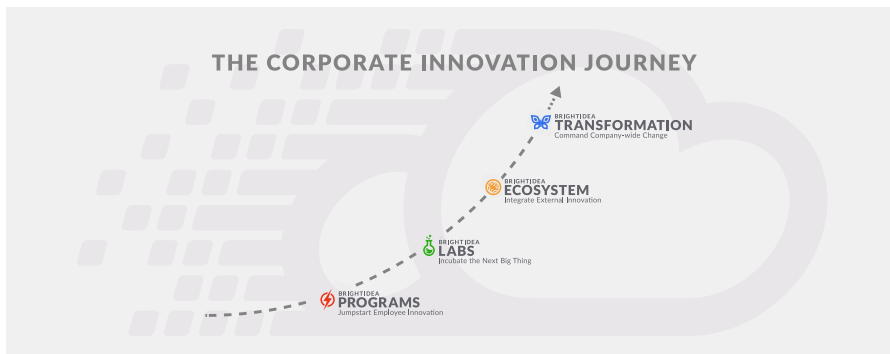 THE CORPORATE INNOVATION JOURNEY
BRIGHTIDEA
TRANSFORMATION
Command Company-wide Change
BRIGHTIDEA
ECOSYSTEM
Integrate External Innovation
BRIGHTIDEA
LABS
Incubate the Next Big Thing
BRIGHTIDEA
PROGRAMS
Jumpstart Employee Innovation